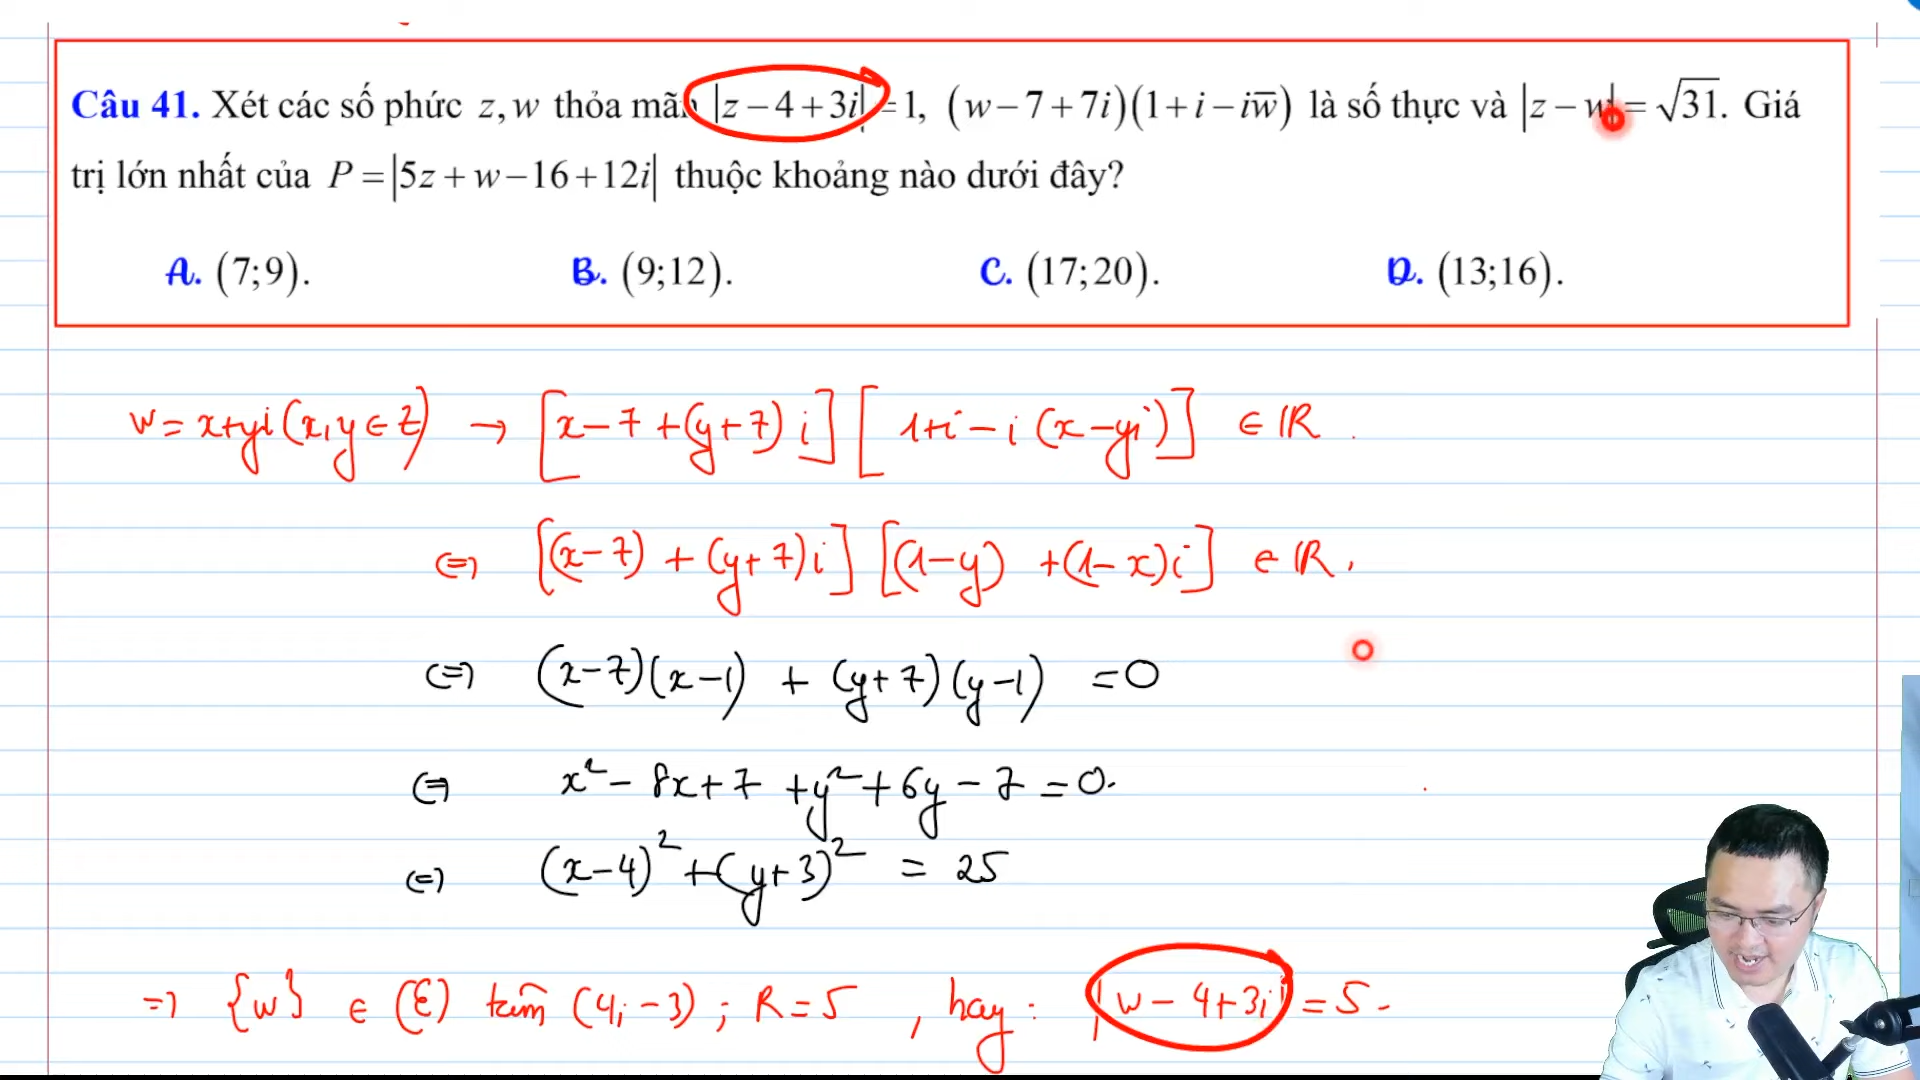 Câu 41. Xét các số phức z, w thỏa mãn |z − 4 + 3i| = 1, (w − 7 + 7i)(1 + i − iw̄) là số thực và |z − w| = √31. Giá
trị lớn nhất của P = |5z + w − 16 + 12i| thuộc khoảng nào dưới đây?
A. (7;9). B. (9;12). C. (17;20). D. (13;16).
w = x+yi (x,y ∈ Z) → [x−7+(y+7)i][1+i−i(x−yi)] ∈ ℝ.
⇔ [(x−7)+(y+7)i][(1−y)+(1−x)i] ∈ ℝ.
⇔ (x−7)(x−1) + (y+7)(y−1) = 0
⇔ x² − 8x + 7 + y² + 6y − 7 = 0.
⇔ (x−4)² + (y+3)² = 25
⇒ {w} ∈ (C) tâm (4; −3); R = 5, hay: |w − 4 + 3i| = 5.